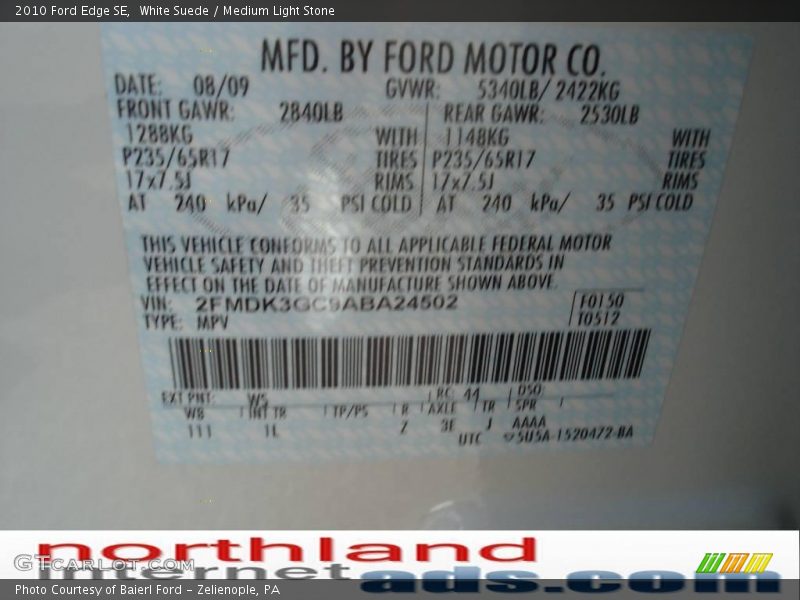 2010 Ford Edge SE, White Suede / Medium Light Stone
MFD. BY FORD MOTOR CO.
DATE: 08/09 GVWR: 5340LB/ 2422KG
FRONT GAWR: 2840LB REAR GAWR: 2530LB
1288KG WITH 1148KG WITH
P235/65R17 TIRES P235/65R17 TIRES
17x7.5J RIMS 17x7.5J RIMS
AT 240 kPa/ 35 PSI COLD AT 240 kPa/ 35 PSI COLD
THIS VEHICLE CONFORMS TO ALL APPLICABLE FEDERAL MOTOR
VEHICLE SAFETY AND THEFT PREVENTION STANDARDS IN
EFFECT ON THE DATE OF MANUFACTURE SHOWN ABOVE.
VIN: 2FMDK3GC9ABA24502 F0150
TYPE: MPV T0512
EXT PNT: W5 RC: 44 DSO
WB INT TR TP/PS R AXLE TR SPR
111 1L Z 3E J AAAA
UTC 5U5A-1520472-BA
northland
GTCARLOT.COM internet ads.com
Photo Courtesy of Baierl Ford - Zelienople, PA